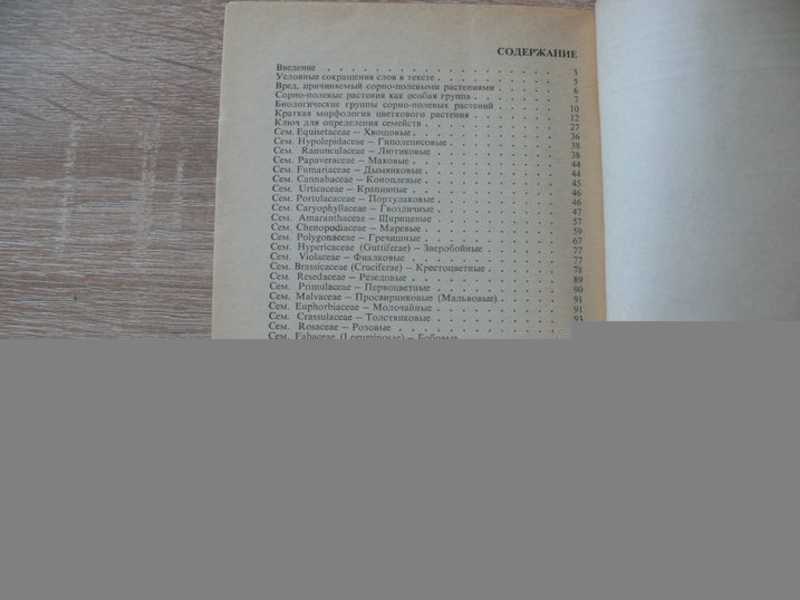 СОДЕРЖАНИЕ
Введение . . . . . . . . . . . . . . . . . . 3
Условные сокращения слов в тексте . . . . . . . . . . 5
Вред, причиняемый сорно-полевыми растениями . . . . . 6
Сорно-полевые растения как особая группа . . . . . . . 7
Биологические группы сорно-полевых растений . . . . . 10
Краткая морфология цветкового растения . . . . . . . 12
Ключ для определения семейств . . . . . . . . . . . 27
Сем. Equisetaceae – Хвощовые . . . . . . . . . . . 36
Сем. Hypolepidaceae – Гиполеписовые . . . . . . . . 38
Сем. Ranunculaceae – Лютиковые . . . . . . . . . . 38
Сем. Papaveraceae – Маковые . . . . . . . . . . . 44
Сем. Fumariaceae – Дымянковые . . . . . . . . . . 44
Сем. Cannabaceae – Коноплевые . . . . . . . . . . 45
Сем. Urticaceae – Крапивные . . . . . . . . . . . 46
Сем. Portulacaceae – Портулаковые . . . . . . . . . 46
Сем. Caryophyllaceae – Гвоздичные . . . . . . . . . 47
Сем. Amaranthaceae – Щирицевые . . . . . . . . . 57
Сем. Chenopodiaceae – Маревые . . . . . . . . . . 59
Сем. Polygonaceae – Гречишные . . . . . . . . . . 67
Сем. Hypericaceae (Guttiferae) – Зверобойные . . . . . 77
Сем. Violaceae – Фиалковые . . . . . . . . . . . 77
Сем. Brassicaceae (Cruciferae) – Крестоцветные . . . . . 78
Сем. Resedaceae – Резедовые . . . . . . . . . . . 89
Сем. Primulaceae – Первоцветные . . . . . . . . . 90
Сем. Malvaceae – Просвирниковые (Мальвовые) . . . . . 91
Сем. Euphorbiaceae – Молочайные . . . . . . . . . 91
Сем. Crassulaceae – Толстянковые . . . . . . . . . 93
Сем. Rosaceae – Розовые . . . . . . . . . . . .
Сем. Fabaceae (Leguminosae) – Бобовые